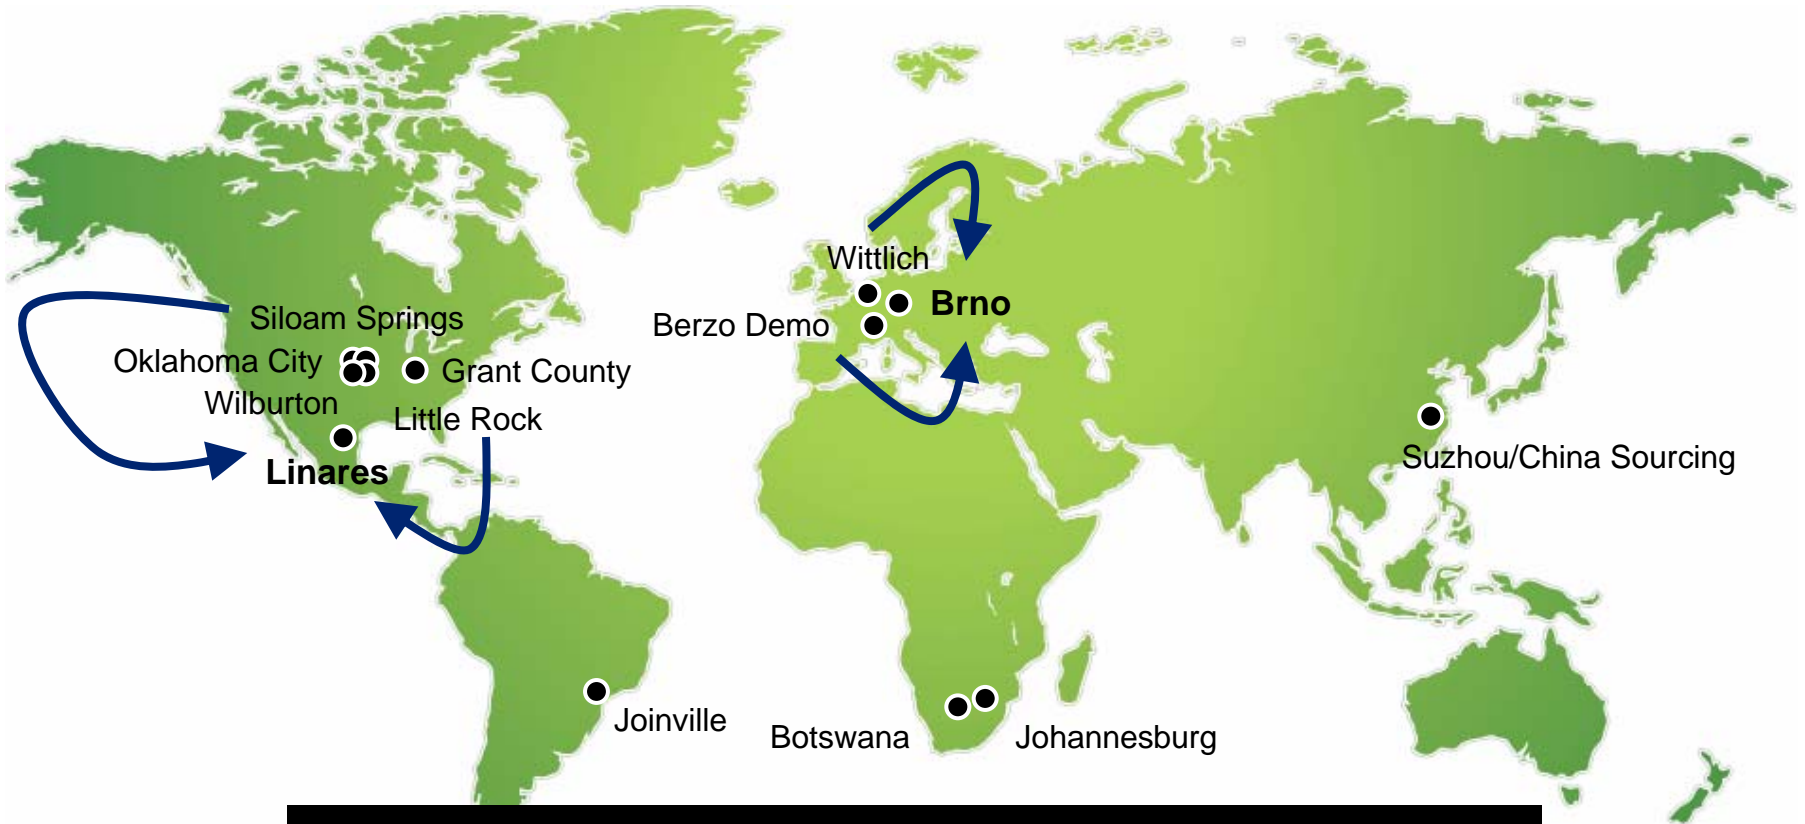 Wittlich
Brno
Berzo Demo
Siloam Springs
Oklahoma City
Grant County
Wilburton
Little Rock
Linares
Suzhou/China Sourcing
Joinville
Botswana
Johannesburg